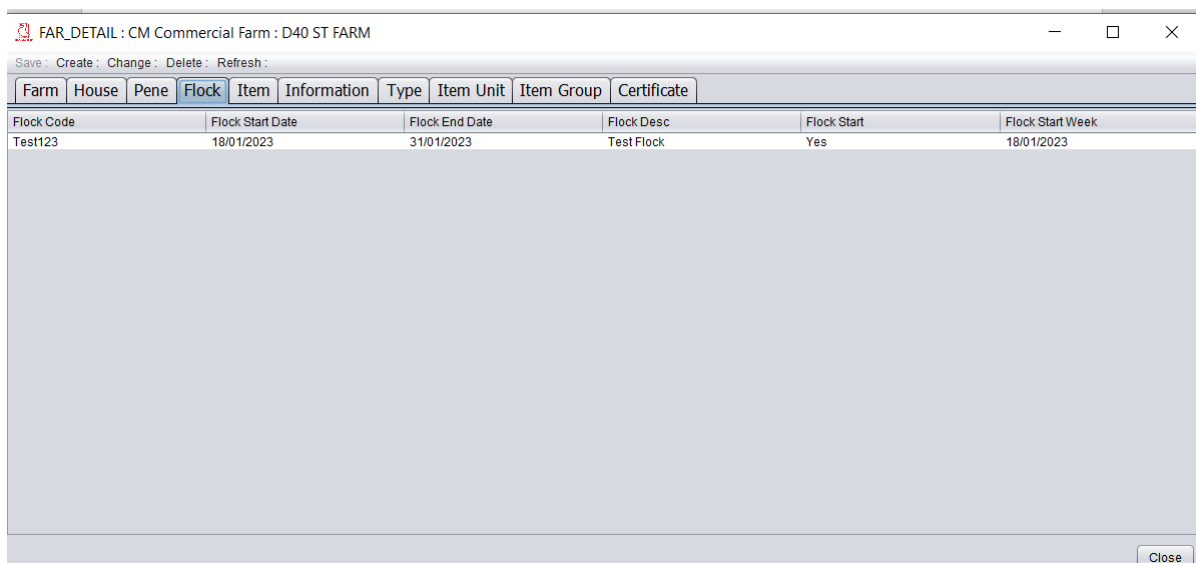 FAR_DETAIL : CM Commercial Farm : D40 ST FARM
Save : Create : Change : Delete : Refresh :
Farm House Pene Flock Item Information Type Item Unit Item Group Certificate
Flock Code Flock Start Date Flock End Date Flock Desc Flock Start Flock Start Week
Test123 18/01/2023 31/01/2023 Test Flock Yes 18/01/2023
Close